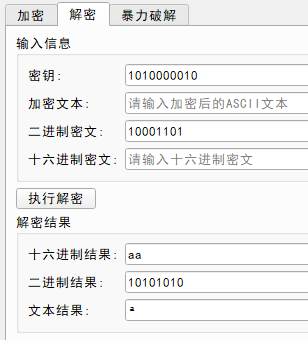 加密 解密 暴力破解
输入信息
密钥: 1010000010
加密文本: 请输入加密后的ASCII文本
二进制密文: 10001101
十六进制密文: 请输入十六进制密文
执行解密
解密结果
十六进制结果: aa
二进制结果: 10101010
文本结果: ª